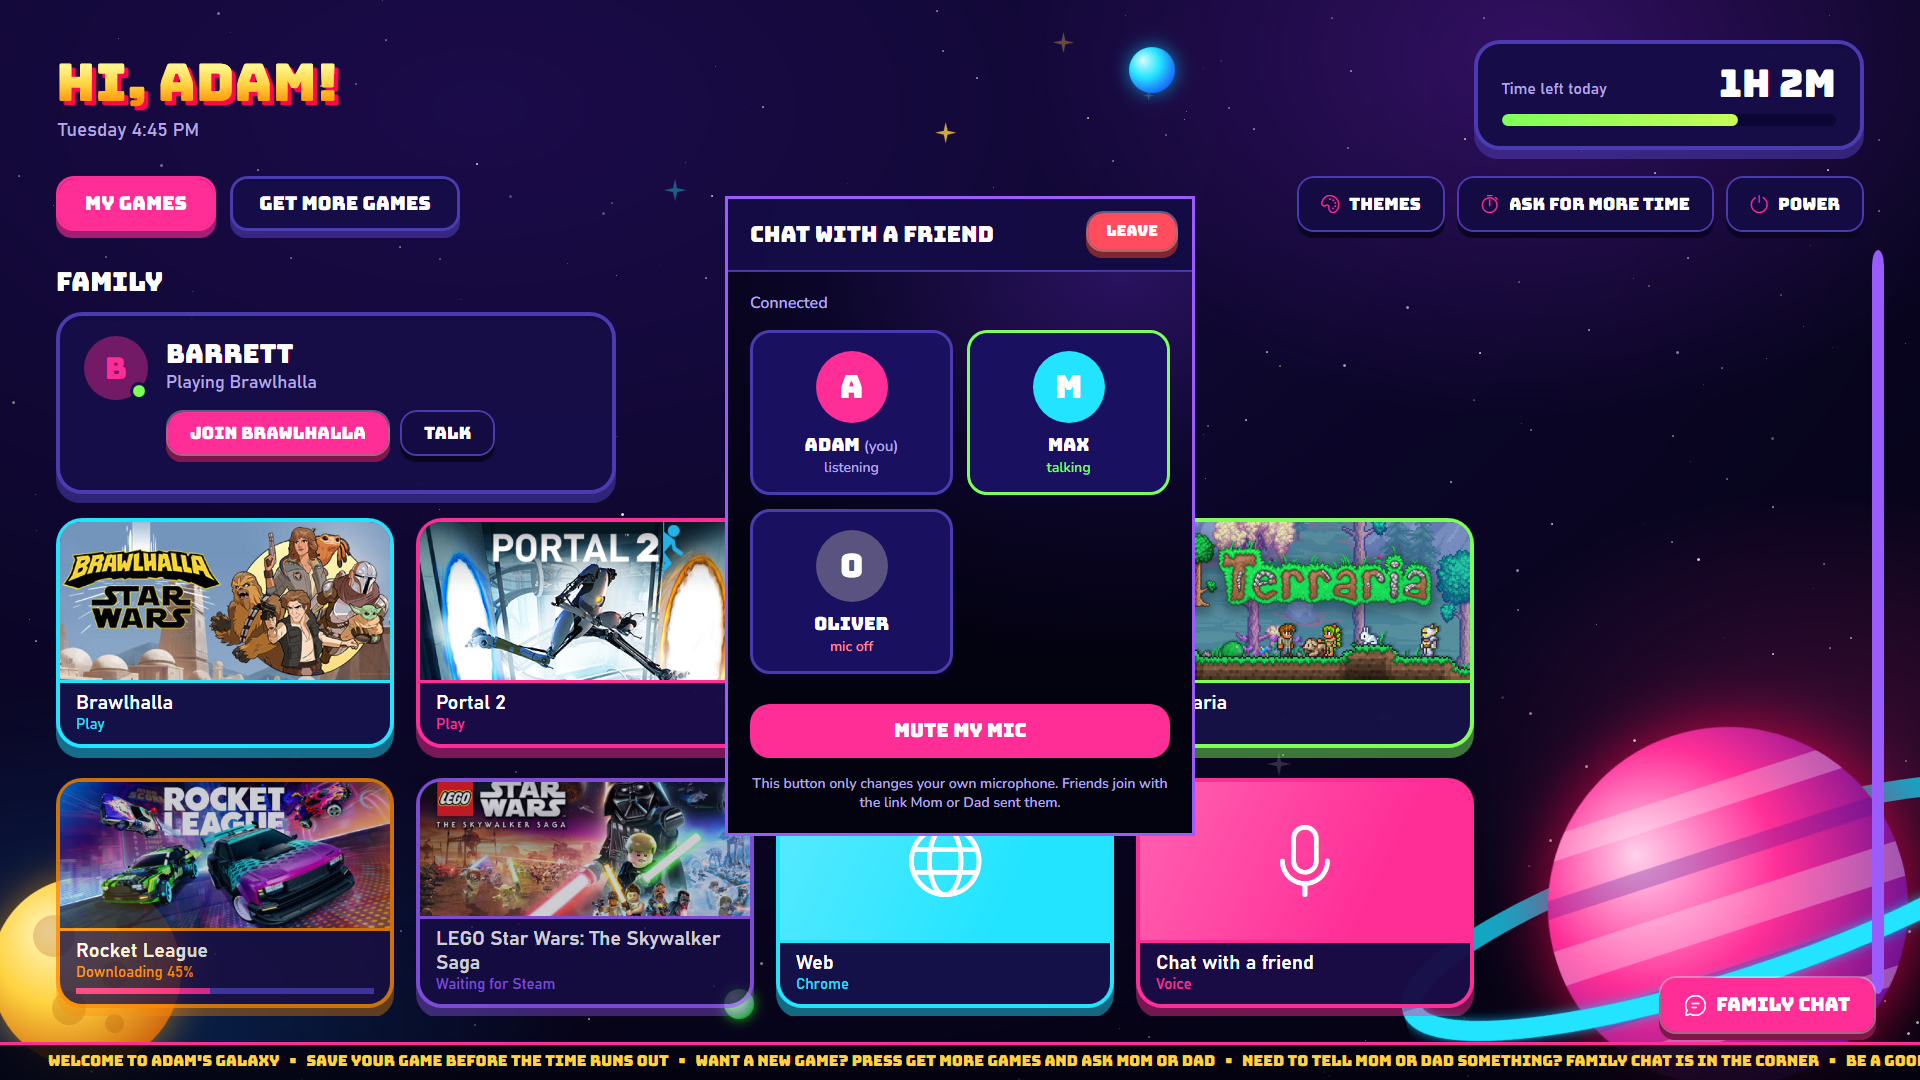 HI, ADAM!
Tuesday 4:45 PM
Time left today
1H 2M
MY GAMES
GET MORE GAMES
THEMES
ASK FOR MORE TIME
POWER
FAMILY
B
BARRETT
Playing Brawlhalla
JOIN BRAWLHALLA
TALK
CHAT WITH A FRIEND
LEAVE
Connected
A
ADAM (you)
listening
M
MAX
talking
O
OLIVER
mic off
MUTE MY MIC
This button only changes your own microphone. Friends join with
the link Mom or Dad sent them.
BRAWLHALLA
STAR
WARS
Brawlhalla
Play
PORTAL 2
Portal 2
Play
Terraria
aria
ROCKET
LEAGUE
Rocket League
Downloading 45%
LEGO
STAR
WARS
THE SKYWALKER SAGA
LEGO Star Wars: The Skywalker
Saga
Waiting for Steam
Web
Chrome
Chat with a friend
Voice
FAMILY CHAT
WELCOME TO ADAM'S GALAXY ▪ SAVE YOUR GAME BEFORE THE TIME RUNS OUT ▪ WANT A NEW GAME? PRESS GET MORE GAMES AND ASK MOM OR DAD ▪ NEED TO TELL MOM OR DAD SOMETHING? FAMILY CHAT IS IN THE CORNER ▪ BE A GOO